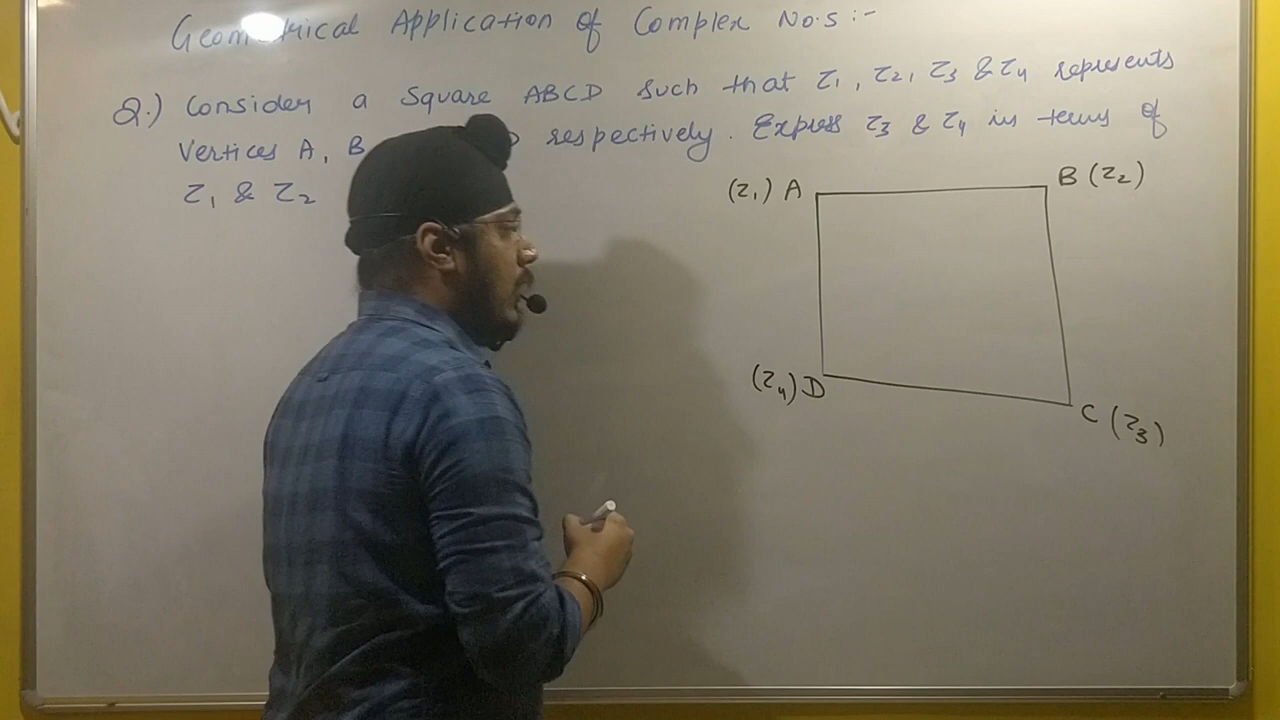 Geometrical Application of Complex No.s :-
Q.) Consider a Square ABCD Such that z1, z2, z3 & z4 represents
Vertices A, B respectively. Express z3 & z4 in terms of
z1 & z2
(z1) A
B (z2)
(z4) D
C (z3)